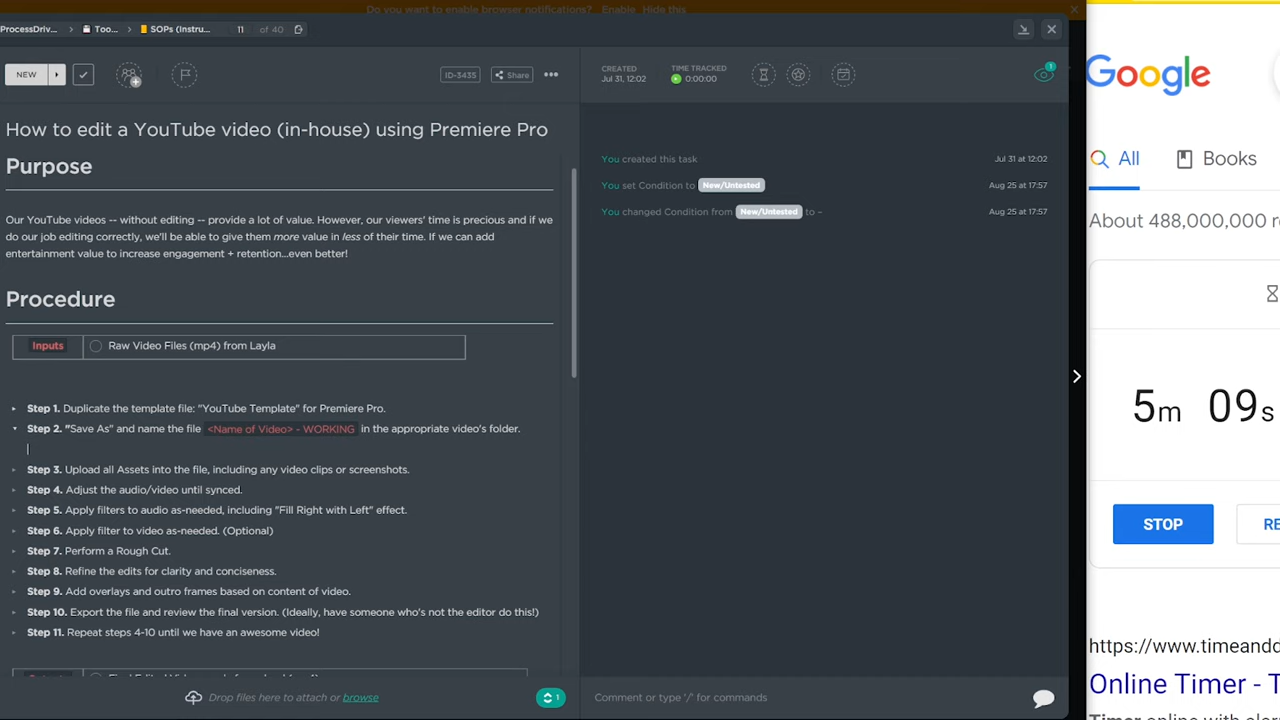 Do you want to enable browser notifications? Enable Hide this
ProcessDriv... > Too... > SOPs (Instru... 11 of 40
NEW
ID-3435
Share
CREATED
Jul 31, 12:02
TIME TRACKED
0:00:00
1
How to edit a YouTube video (in-house) using Premiere Pro
Purpose
Our YouTube videos -- without editing -- provide a lot of value. However, our viewers' time is precious and if we
do our job editing correctly, we'll be able to give them more value in less of their time. If we can add
entertainment value to increase engagement + retention...even better!
Procedure
Inputs
Raw Video Files (mp4) from Layla
Step 1. Duplicate the template file: "YouTube Template" for Premiere Pro.
Step 2. "Save As" and name the file <Name of Video> - WORKING in the appropriate video's folder.
Step 3. Upload all Assets into the file, including any video clips or screenshots.
Step 4. Adjust the audio/video until synced.
Step 5. Apply filters to audio as-needed, including "Fill Right with Left" effect.
Step 6. Apply filter to video as-needed. (Optional)
Step 7. Perform a Rough Cut.
Step 8. Refine the edits for clarity and conciseness.
Step 9. Add overlays and outro frames based on content of video.
Step 10. Export the file and review the final version. (Ideally, have someone who's not the editor do this!)
Step 11. Repeat steps 4-10 until we have an awesome video!
Drop files here to attach or browse
1
You created this task
Jul 31 at 12:02
You set Condition to New/Untested
Aug 25 at 17:57
You changed Condition from New/Untested to –
Aug 25 at 17:57
Comment or type '/' for commands
Google
All
Books
About 488,000,000 r
5m 09s
STOP
RE
https://www.timeandd
Online Timer - T